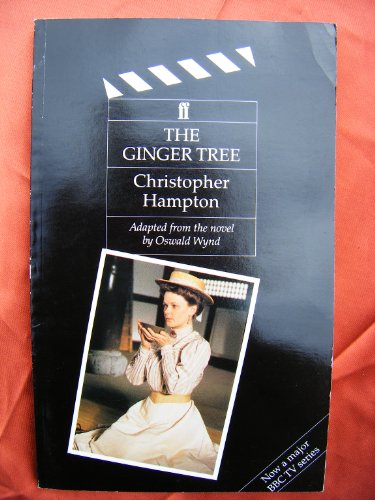 ff
THE
GINGER TREE
Christopher
Hampton
Adapted from the novel
by Oswald Wynd
Now a major
BBC TV series